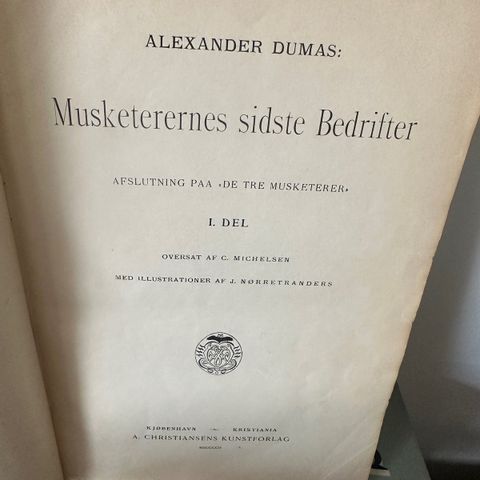 ALEXANDER DUMAS:
Musketerernes sidste Bedrifter
AFSLUTNING PAA »DE TRE MUSKETERER»
I. DEL
OVERSAT AF C. MICHELSEN
MED ILLUSTRATIONER AF J. NØRRETRANDERS
KJØBENHAVN — KRISTIANIA
A. CHRISTIANSENS KUNSTFORLAG